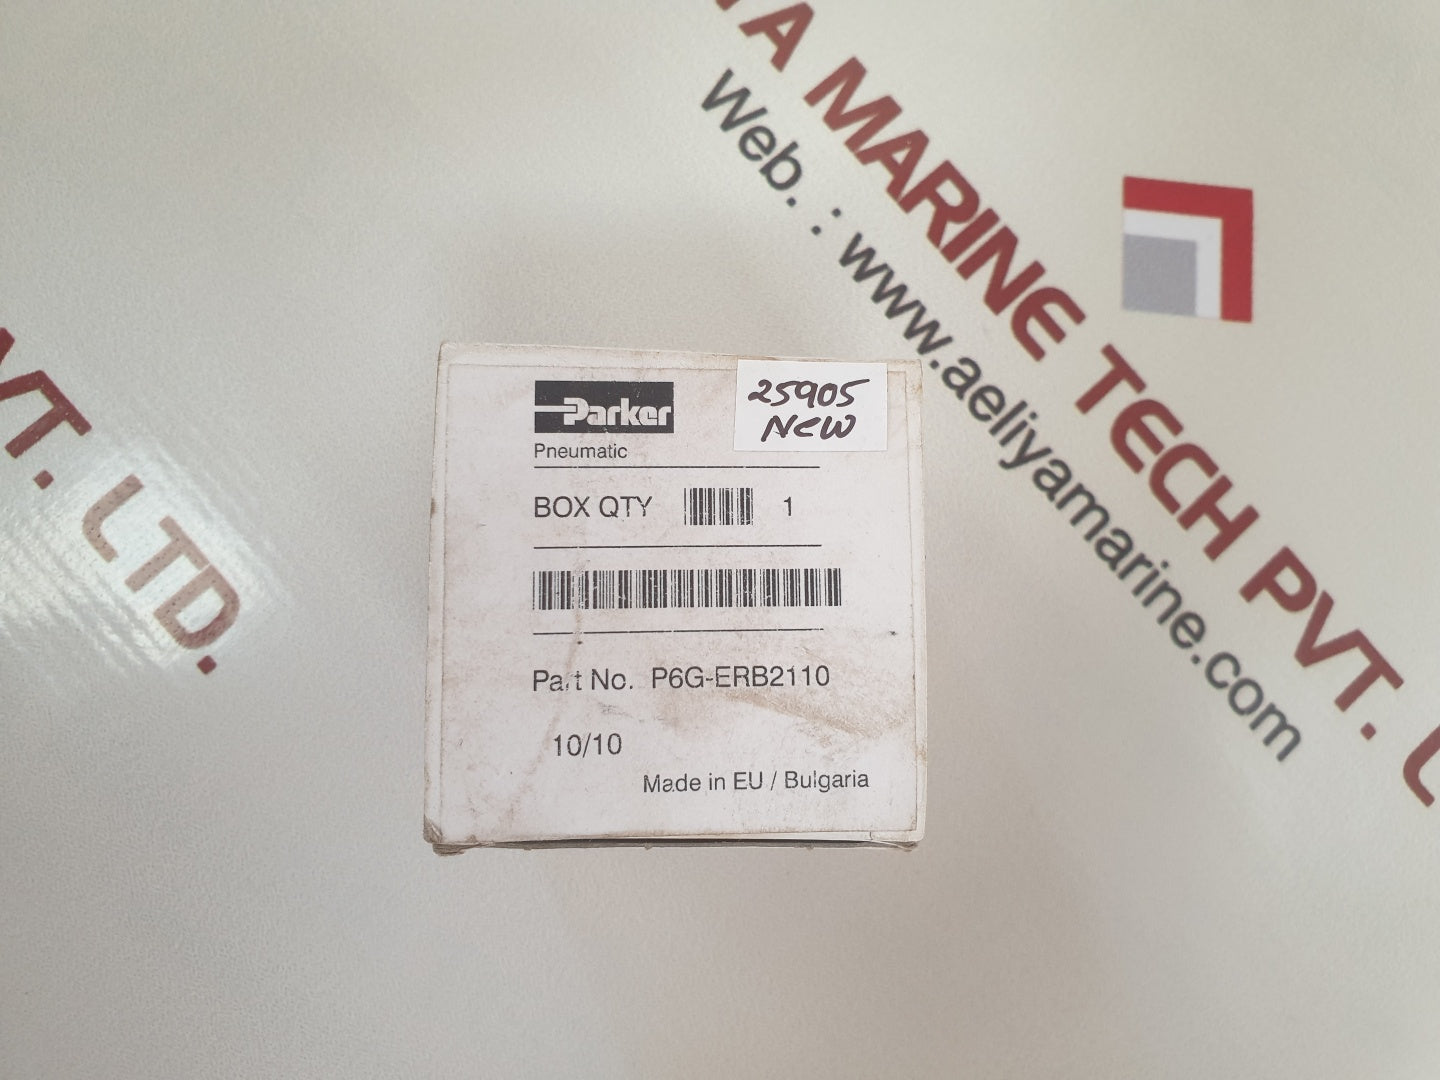 YA MARINE TECH PVT. L
Web. : www.aeliyamarine.com
VT. LTD.
Parker
Pneumatic
25905
NEW
BOX QTY 1
Part No. P6G-ERB2110
10/10
Made in EU / Bulgaria